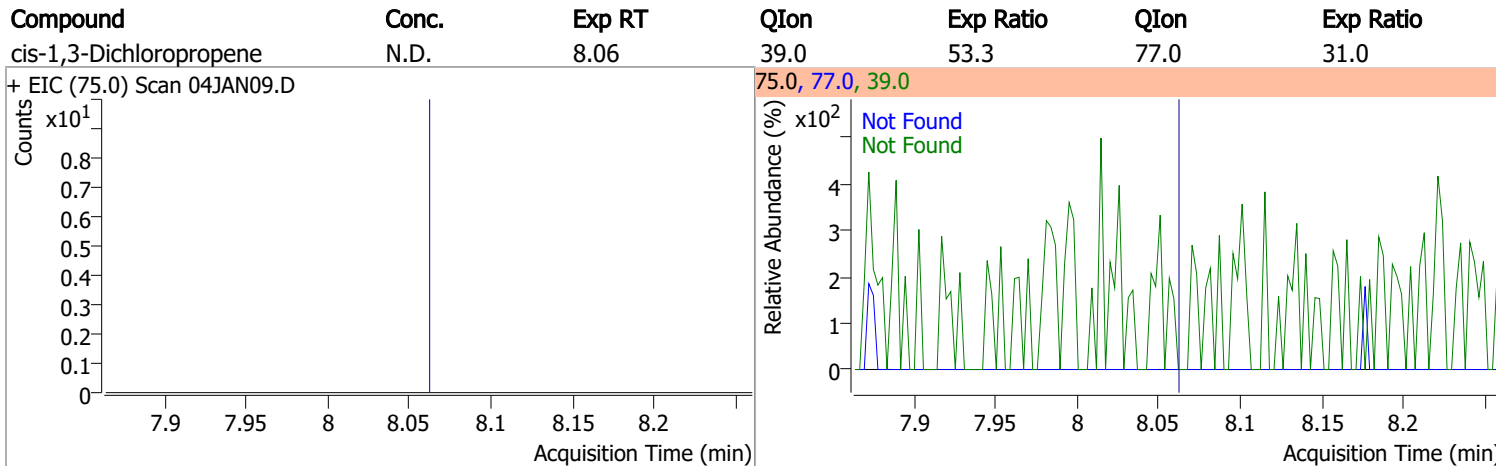 Compound Conc. Exp RT QIon Exp Ratio QIon Exp Ratio
cis-1,3-Dichloropropene N.D. 8.06 39.0 53.3 77.0 31.0
+ EIC (75.0) Scan 04JAN09.D
Counts
x10¹
0.8
0.7
0.6
0.5
0.4
0.3
0.2
0.1
0
7.9 7.95 8 8.05 8.1 8.15 8.2
Acquisition Time (min)
75.0, 77.0, 39.0
Relative Abundance (%)
x10²
Not Found
Not Found
4
3
2
1
0
7.9 7.95 8 8.05 8.1 8.15 8.2
Acquisition Time (min)